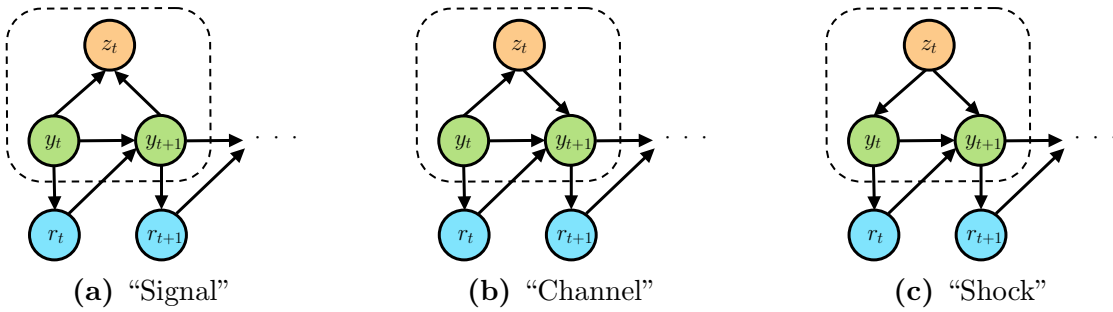 z_t z_t z_t
y_t y_{t+1} · · · y_t y_{t+1} · · · y_t y_{t+1} · · ·
r_t r_{t+1} r_t r_{t+1} r_t r_{t+1}
(a) “Signal” (b) “Channel” (c) “Shock”